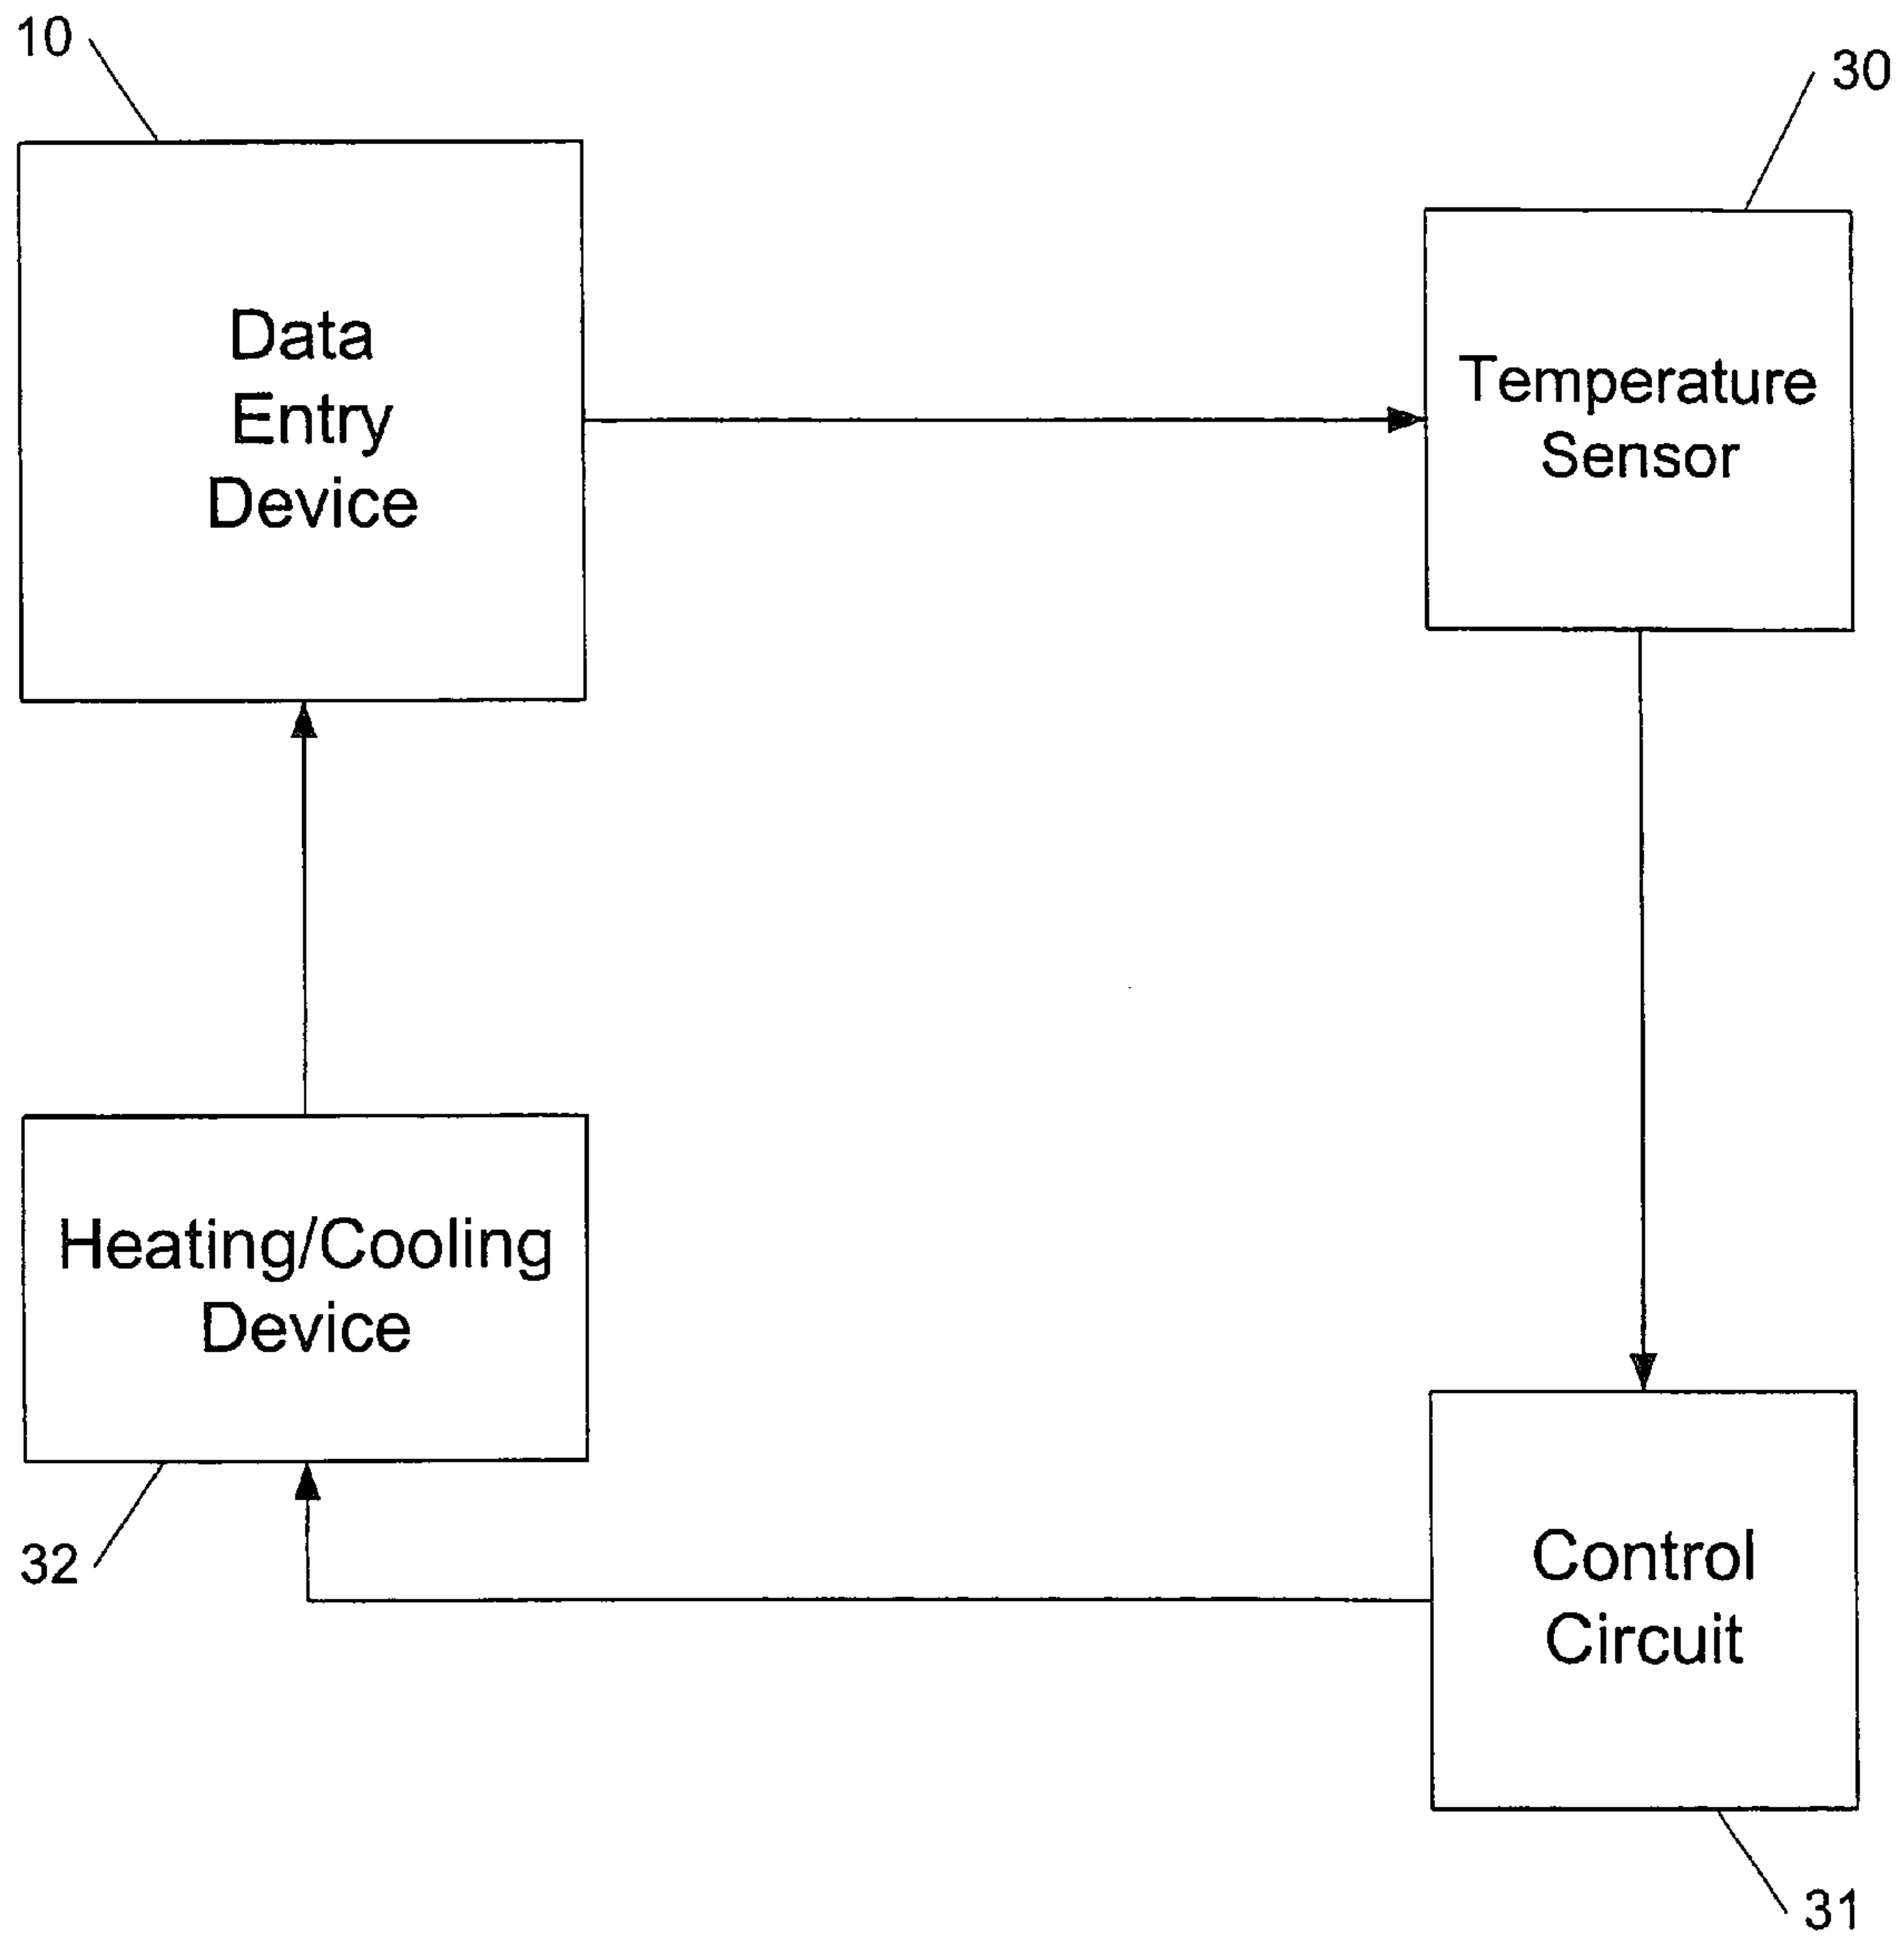 10
30
Data
Entry
Device
Temperature
Sensor
Heating/Cooling
Device
32
Control
Circuit
31